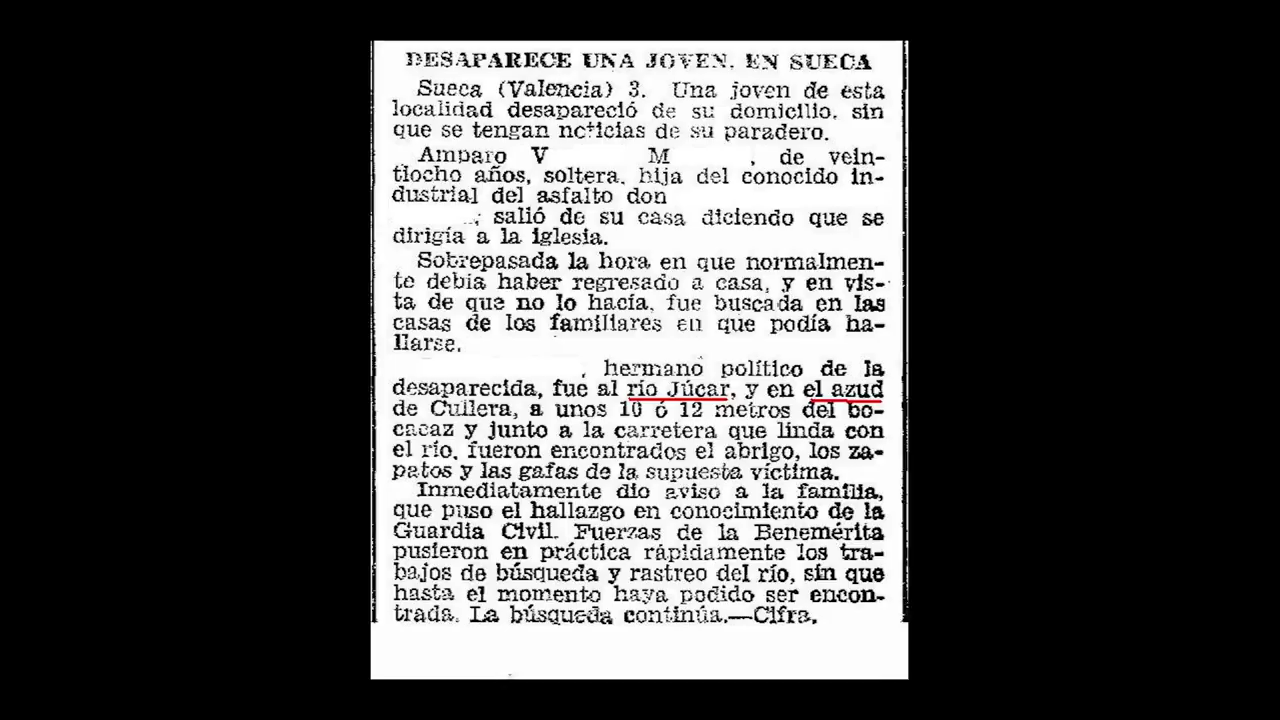 DESAPARECE UNA JOVEN, EN SUECA
Sueca (Valencia) 3. Una joven de esta
localidad desapareció de su domicilio, sin
que se tengan noticias de su paradero.
Amparo V M , de vein-
tiocho años, soltera, hija del conocido in-
dustrial del asfalto don
, salió de su casa diciendo que se
dirigía a la iglesia.
Sobrepasada la hora en que normalmen-
te debía haber regresado a casa, y en vis-
ta de que no lo hacía, fue buscada en las
casas de los familiares en que podía ha-
llarse.
, hermano político de la
desaparecida, fue al río Júcar, y en el azud
de Cullera, a unos 10 ó 12 metros del bo-
cacaz y junto a la carretera que linda con
el río, fueron encontrados el abrigo, los za-
patos y las gafas de la supuesta víctima.
Inmediatamente dio aviso a la familia,
que puso el hallazgo en conocimiento de la
Guardia Civil. Fuerzas de la Benemérita
pusieron en práctica rápidamente los tra-
bajos de búsqueda y rastreo del río, sin que
hasta el momento haya podido ser encon-
trada. La búsqueda continúa.—Cifra.